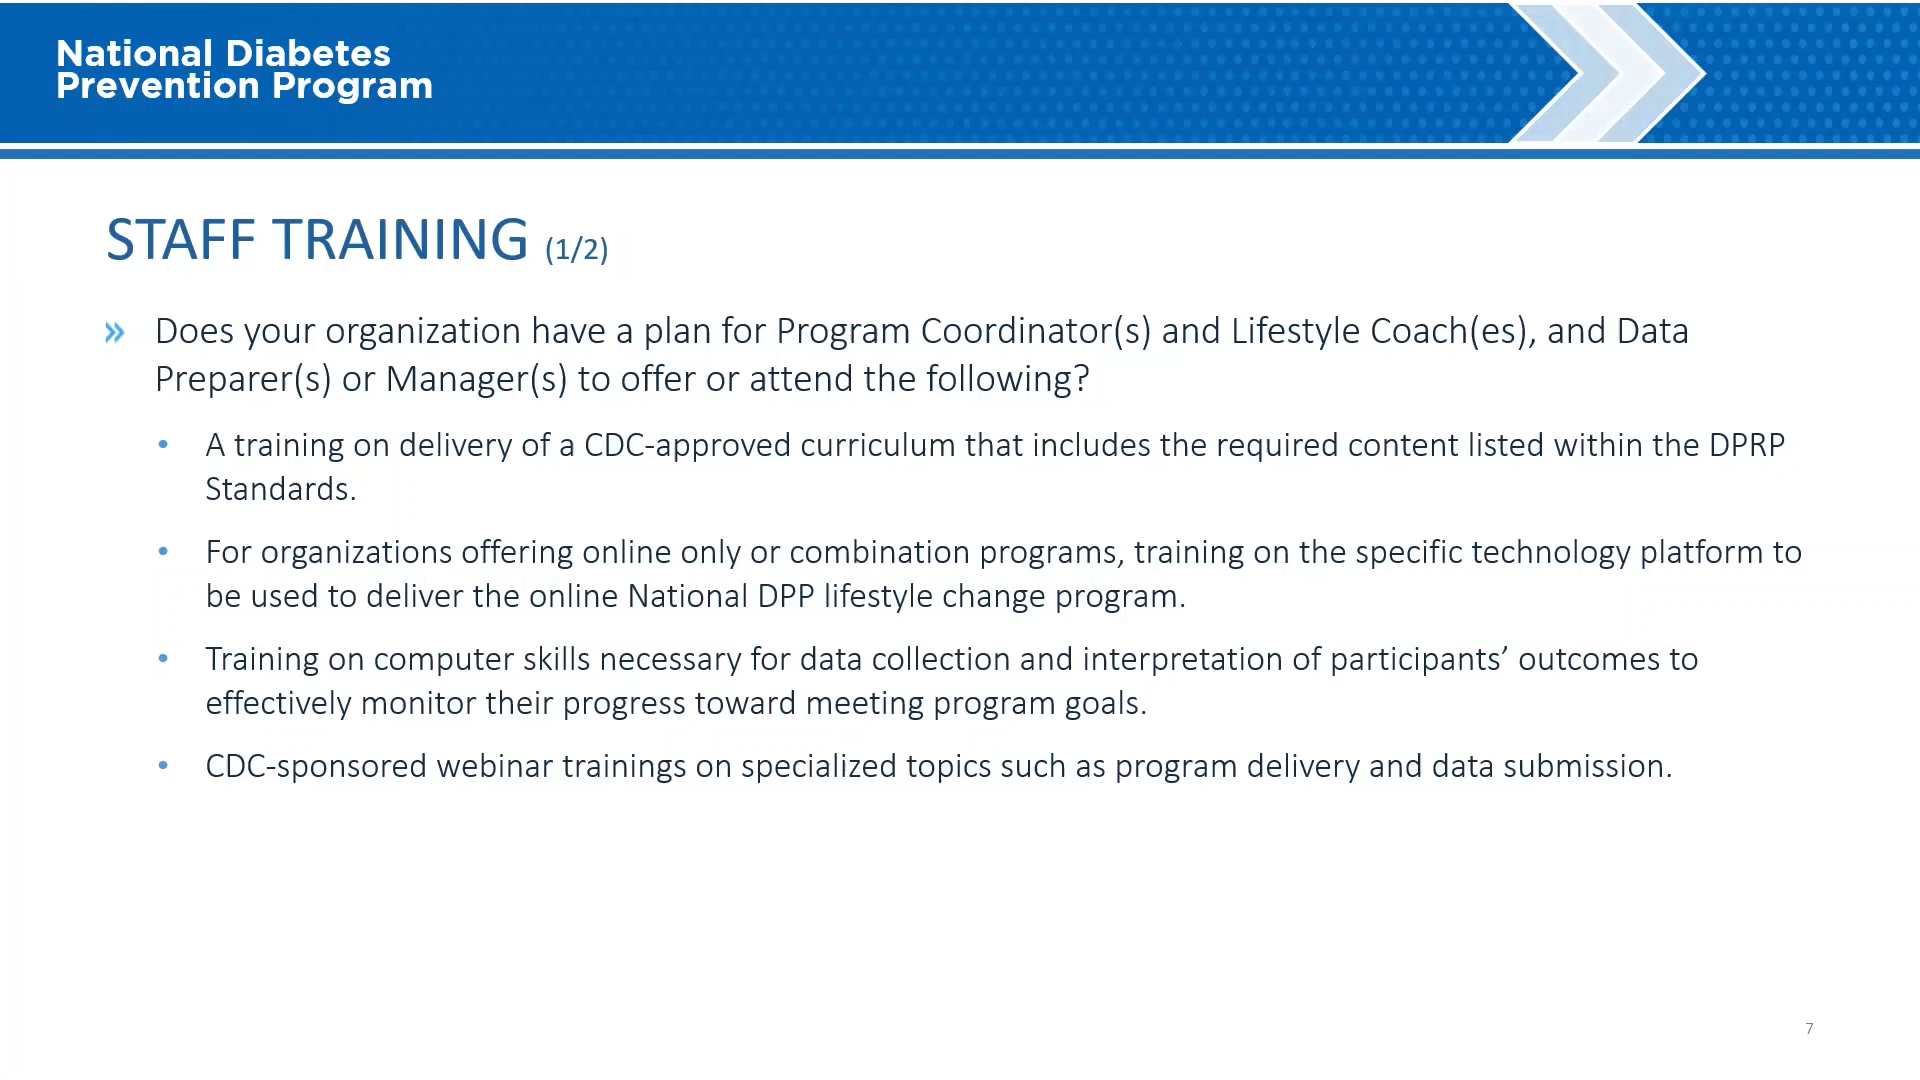 National Diabetes
Prevention Program
STAFF TRAINING (1/2)
» Does your organization have a plan for Program Coordinator(s) and Lifestyle Coach(es), and Data
Preparer(s) or Manager(s) to offer or attend the following?
• A training on delivery of a CDC-approved curriculum that includes the required content listed within the DPRP
Standards.
• For organizations offering online only or combination programs, training on the specific technology platform to
be used to deliver the online National DPP lifestyle change program.
• Training on computer skills necessary for data collection and interpretation of participants’ outcomes to
effectively monitor their progress toward meeting program goals.
• CDC-sponsored webinar trainings on specialized topics such as program delivery and data submission.
7